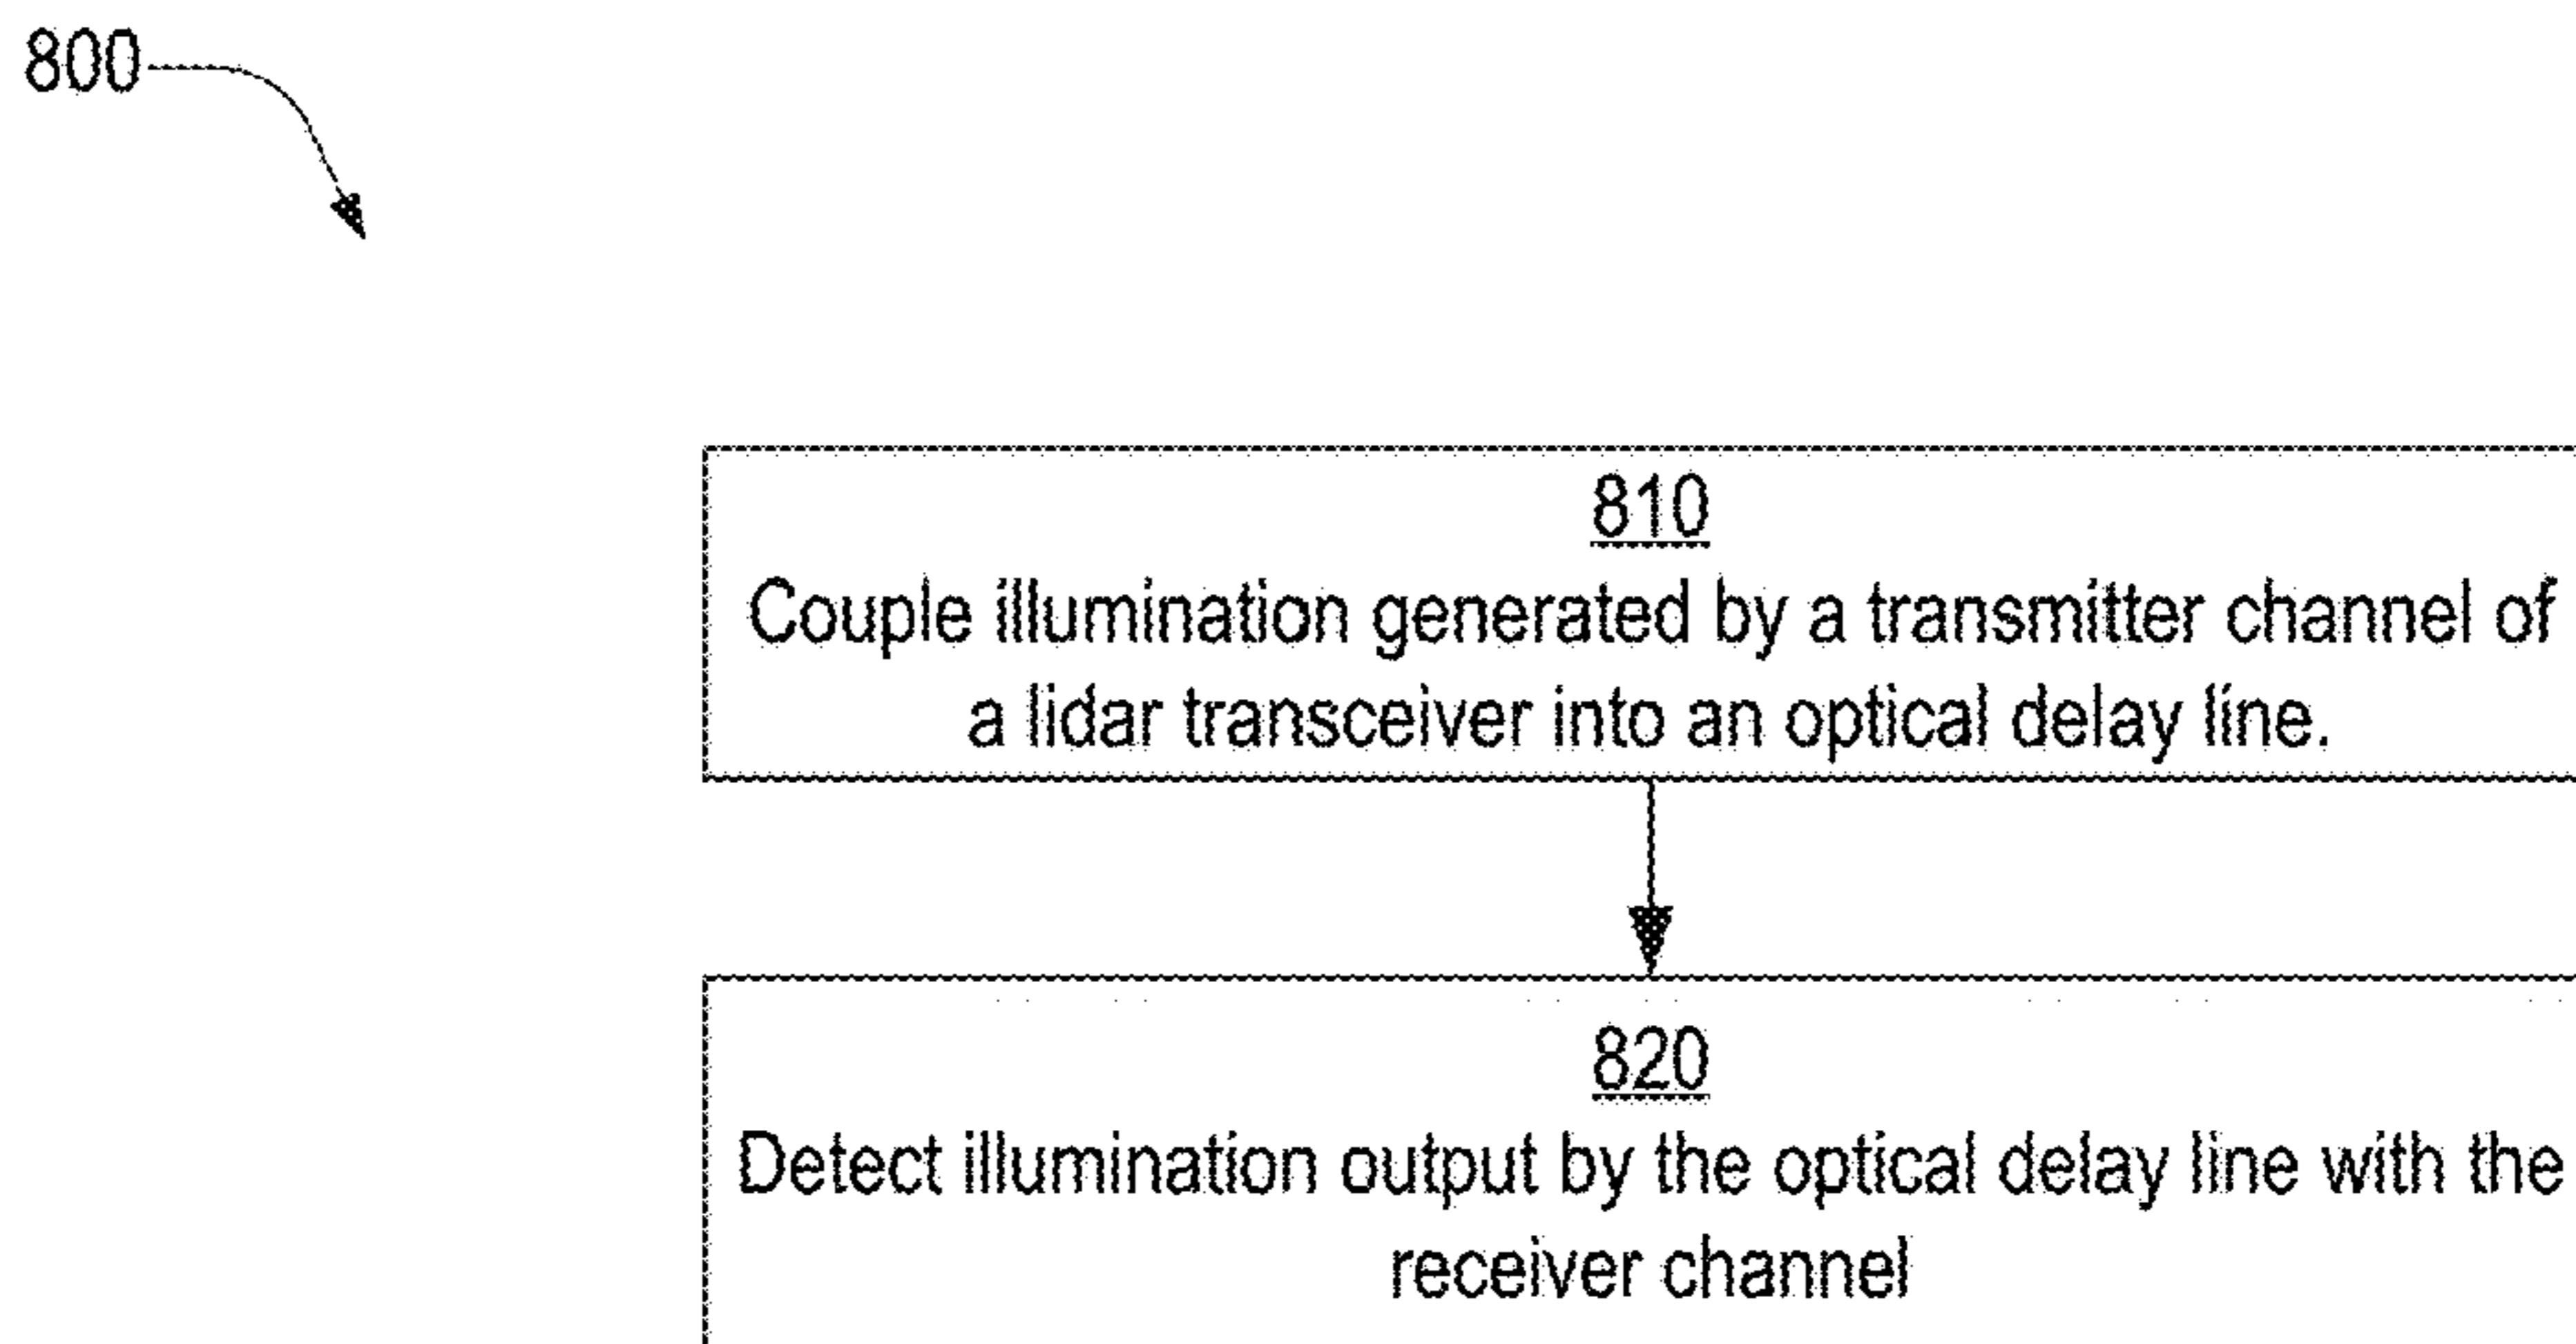 800
810
Couple illumination generated by a transmitter channel of
a lidar transceiver into an optical delay line.
820
Detect illumination output by the optical delay line with the
receiver channel